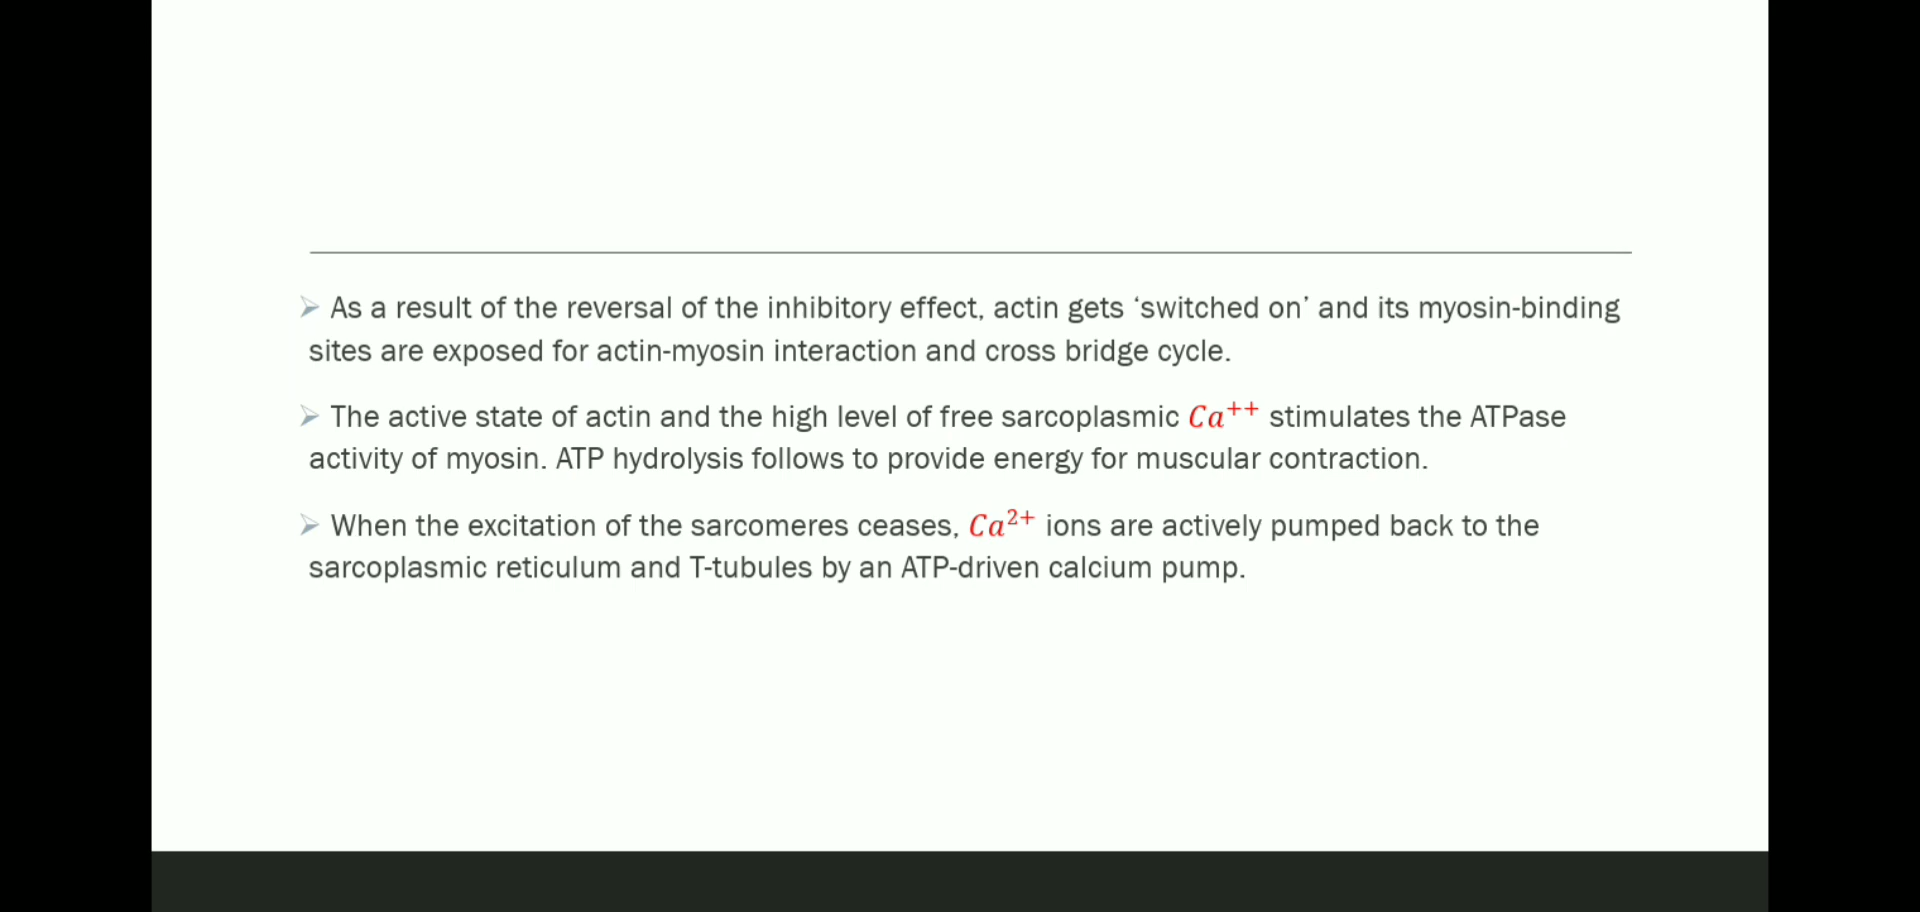 ➢ As a result of the reversal of the inhibitory effect, actin gets ‘switched on’ and its myosin-binding
sites are exposed for actin-myosin interaction and cross bridge cycle.
➢ The active state of actin and the high level of free sarcoplasmic Ca⁺⁺ stimulates the ATPase
activity of myosin. ATP hydrolysis follows to provide energy for muscular contraction.
➢ When the excitation of the sarcomeres ceases, Ca²⁺ ions are actively pumped back to the
sarcoplasmic reticulum and T-tubules by an ATP-driven calcium pump.